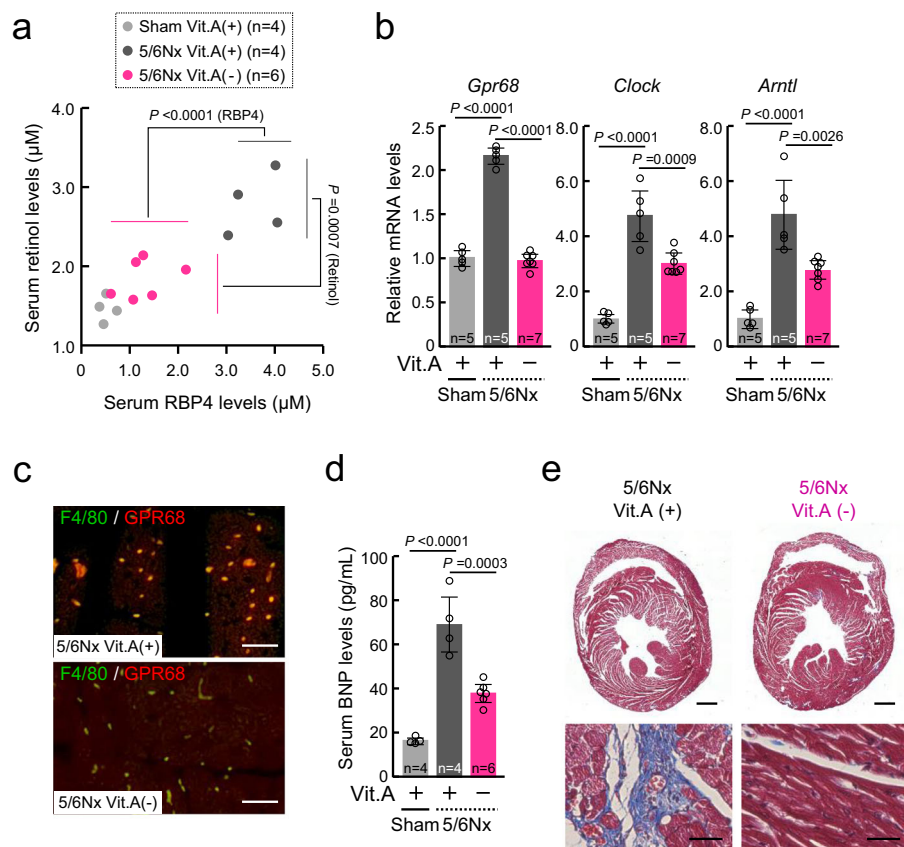 a
Sham Vit.A(+) (n=4)
5/6Nx Vit.A(+) (n=4)
5/6Nx Vit.A(-) (n=6)
4.0
3.0
2.0
1.0
Serum retinol levels (μM)
P <0.0001 (RBP4)
P =0.0007 (Retinol)
0 1.0 2.0 3.0 4.0 5.0
Serum RBP4 levels (μM)
b
Gpr68
P <0.0001
P <0.0001
Relative mRNA levels
2.5
2.0
1.5
1.0
0.5
0
n=5 n=5 n=7
Clock
P <0.0001
P =0.0009
8.0
6.0
4.0
2.0
0
n=5 n=5 n=7
Arntl
P <0.0001
P =0.0026
8.0
6.0
4.0
2.0
0
n=5 n=5 n=7
Vit.A + + − + + − + + −
Sham 5/6Nx Sham 5/6Nx Sham 5/6Nx
c
F4/80 / GPR68
5/6Nx Vit.A(+)
F4/80 / GPR68
5/6Nx Vit.A(-)
d
P <0.0001
P =0.0003
Serum BNP levels (pg/mL)
100
80
60
40
20
0
n=4 n=4 n=6
Vit.A + + −
Sham 5/6Nx
e
5/6Nx
Vit.A (+)
5/6Nx
Vit.A (-)